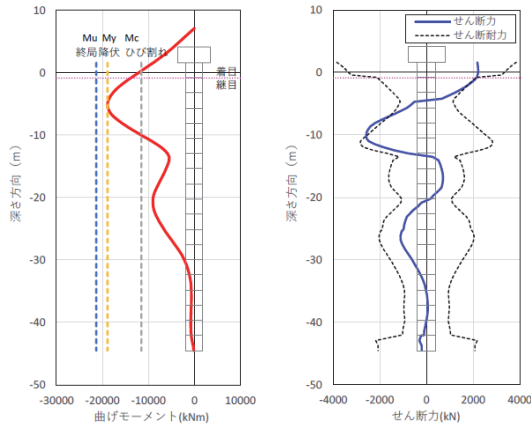 Mu My Mc
終局 降伏 ひび割れ
着目
継目
深さ方向 (m)
10
0
-10
-20
-30
-40
-50
-30000 -20000 -10000 0 10000
曲げモーメント(kNm)
せん断力
せん断耐力
深さ方向 (m)
10
0
-10
-20
-30
-40
-50
-4000 -2000 0 2000 4000
せん断力(kN)